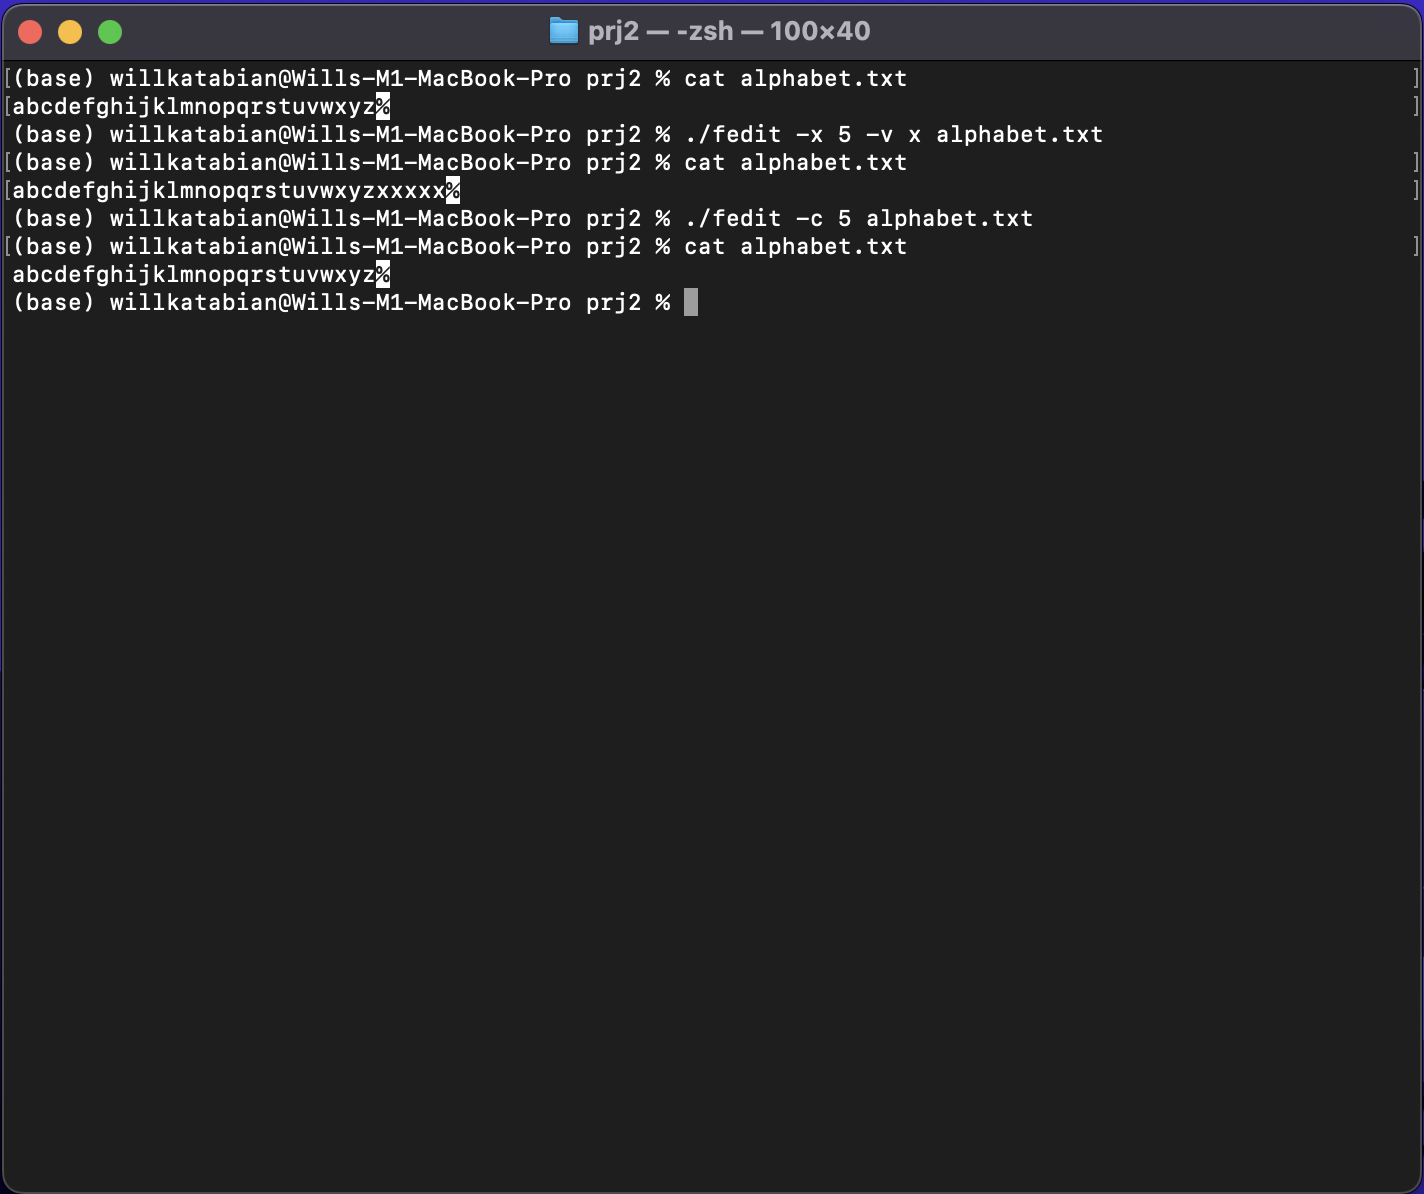 prj2 — -zsh — 100×40
(base) willkatabian@Wills-M1-MacBook-Pro prj2 % cat alphabet.txt
abcdefghijklmnopqrstuvwxyz%
(base) willkatabian@Wills-M1-MacBook-Pro prj2 % ./fedit -x 5 -v x alphabet.txt
(base) willkatabian@Wills-M1-MacBook-Pro prj2 % cat alphabet.txt
abcdefghijklmnopqrstuvwxyzxxxxx%
(base) willkatabian@Wills-M1-MacBook-Pro prj2 % ./fedit -c 5 alphabet.txt
(base) willkatabian@Wills-M1-MacBook-Pro prj2 % cat alphabet.txt
abcdefghijklmnopqrstuvwxyz%
(base) willkatabian@Wills-M1-MacBook-Pro prj2 %